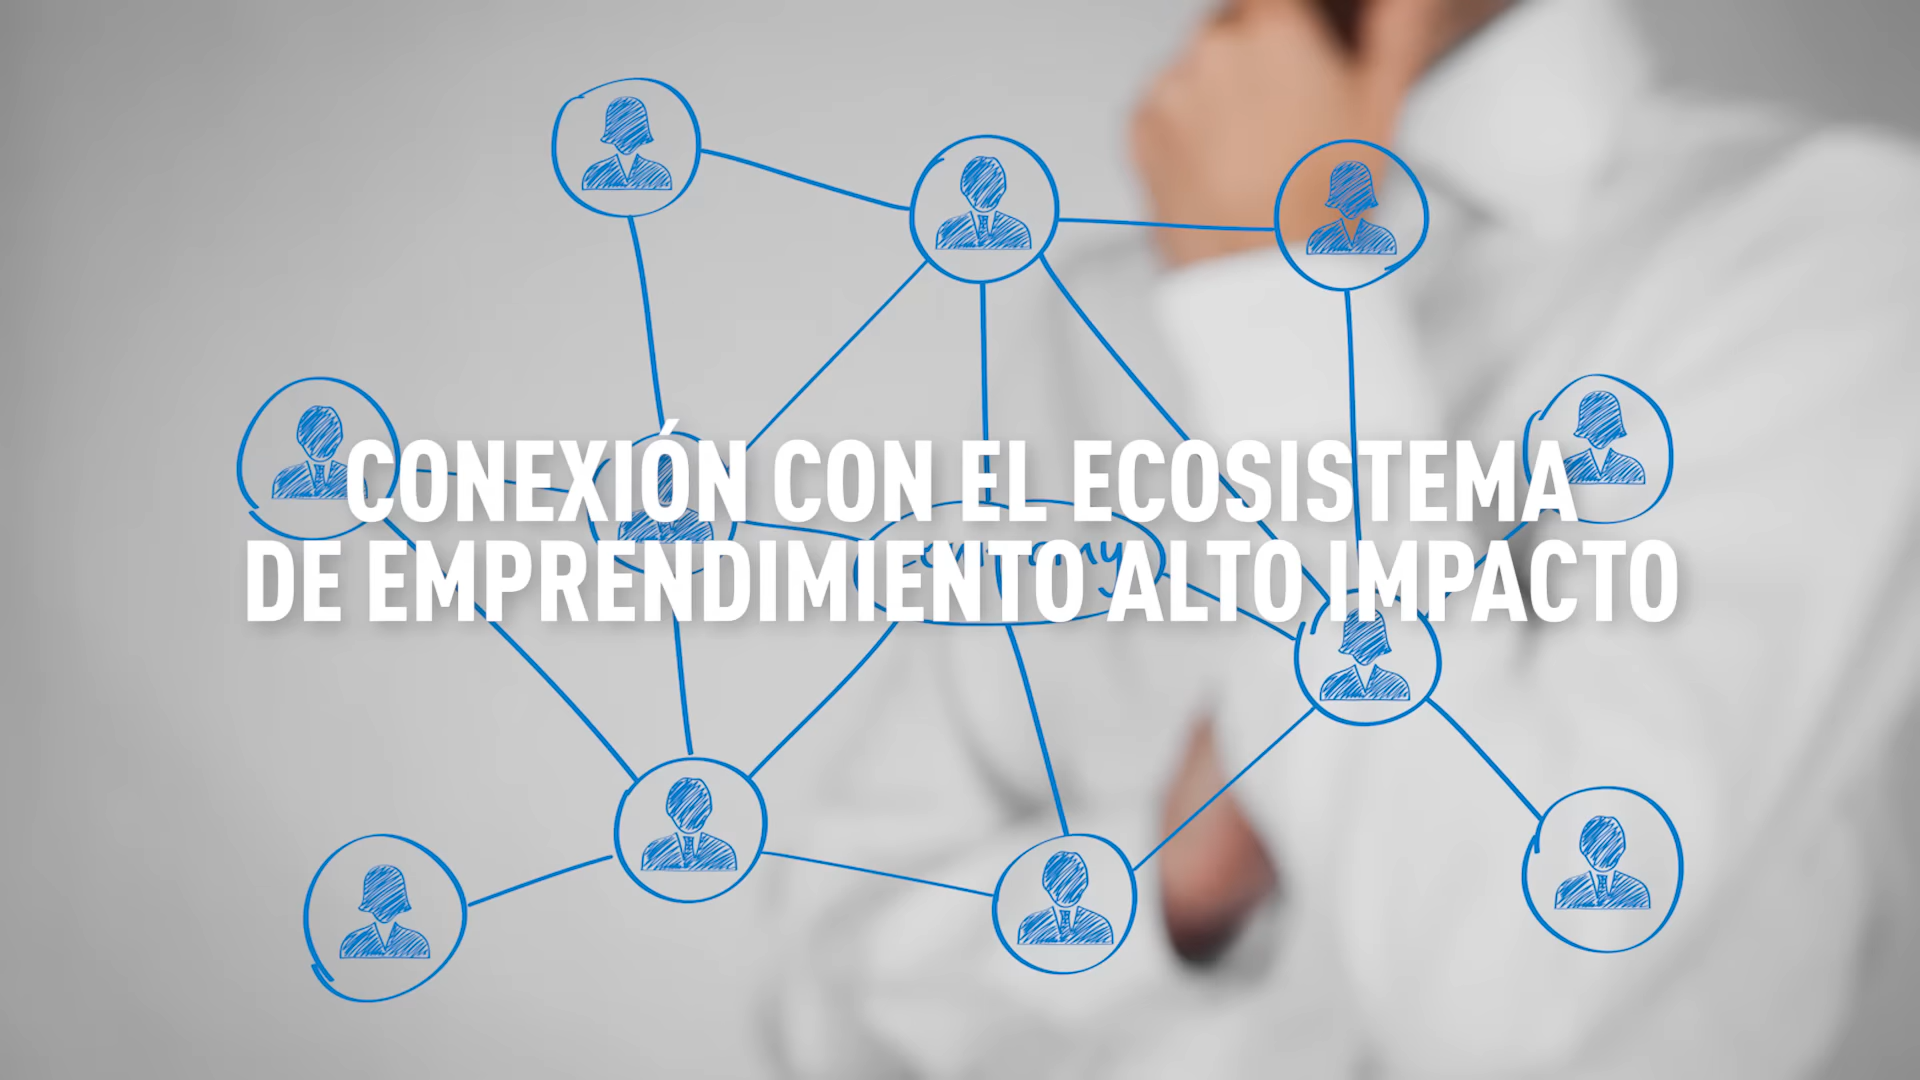 CONEXIÓN CON EL ECOSISTEMA
DE EMPRENDIMIENTO ALTO IMPACTO